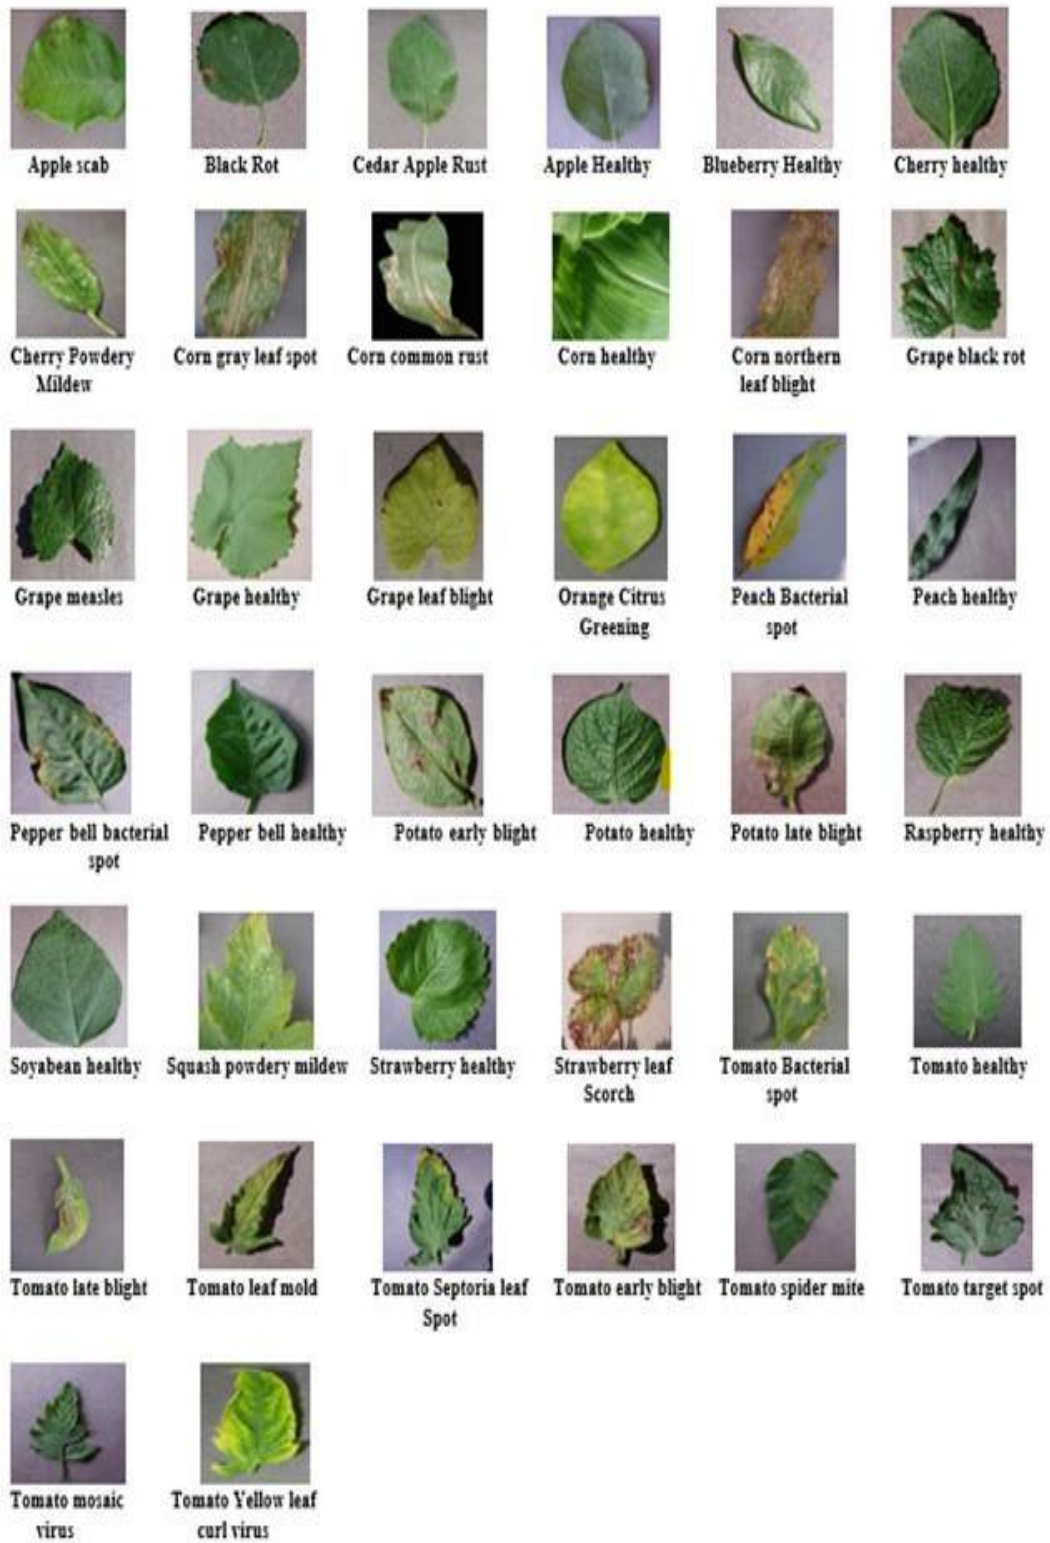 Apple scab
Black Rot
Cedar Apple Rust
Apple Healthy
Blueberry Healthy
Cherry healthy
Cherry Powdery
Mildew
Corn gray leaf spot
Corn common rust
Corn healthy
Corn northern
leaf blight
Grape black rot
Grape measles
Grape healthy
Grape leaf blight
Orange Citrus
Greening
Peach Bacterial
spot
Peach healthy
Pepper bell bacterial
spot
Pepper bell healthy
Potato early blight
Potato healthy
Potato late blight
Raspberry healthy
Soyabean healthy
Squash powdery mildew
Strawberry healthy
Strawberry leaf
Scorch
Tomato Bacterial
spot
Tomato healthy
Tomato late blight
Tomato leaf mold
Tomato Septoria leaf
Spot
Tomato early blight
Tomato spider mite
Tomato target spot
Tomato mosaic
virus
Tomato Yellow leaf
curl virus